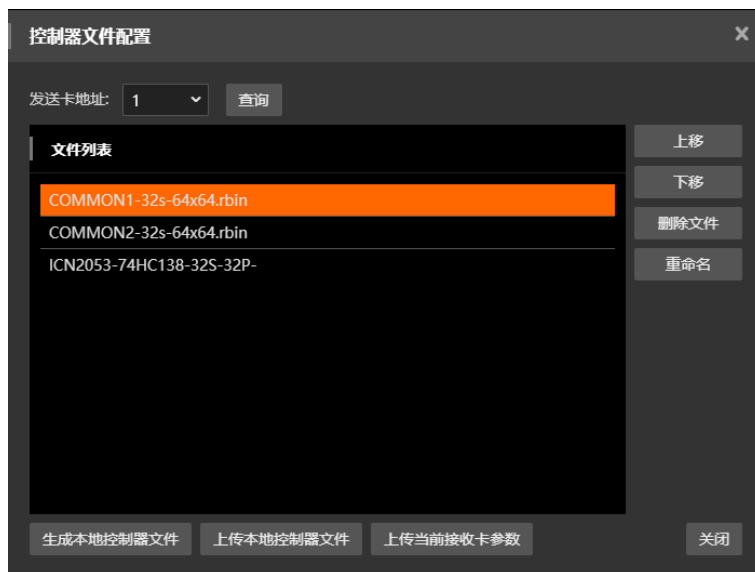 控制器文件配置
发送卡地址: 1 查询
文件列表
上移
COMMON1-32s-64x64.rbin
下移
COMMON2-32s-64x64.rbin
删除文件
ICN2053-74HC138-32S-32P-
重命名
生成本地控制器文件 上传本地控制器文件 上传当前接收卡参数 关闭